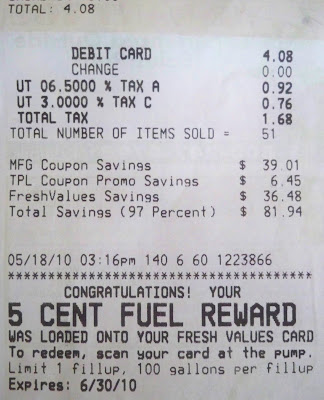 TOTAL: 4.08
DEBIT CARD 4.08
CHANGE 0.00
UT 06.5000 % TAX A 0.92
UT 3.0000 % TAX C 0.76
TOTAL TAX 1.68
TOTAL NUMBER OF ITEMS SOLD = 51
MFG Coupon Savings $ 39.01
TPL Coupon Promo Savings $ 6.45
FreshValues Savings $ 36.48
Total Savings (97 Percent) $ 81.94
05/18/10 03:16pm 140 6 60 1223866
****************************************
CONGRATULATIONS! YOUR
5 CENT FUEL REWARD
WAS LOADED ONTO YOUR FRESH VALUES CARD
To redeem, scan your card at the pump.
Limit 1 fillup, 100 gallons per fillup
Expires: 6/30/10